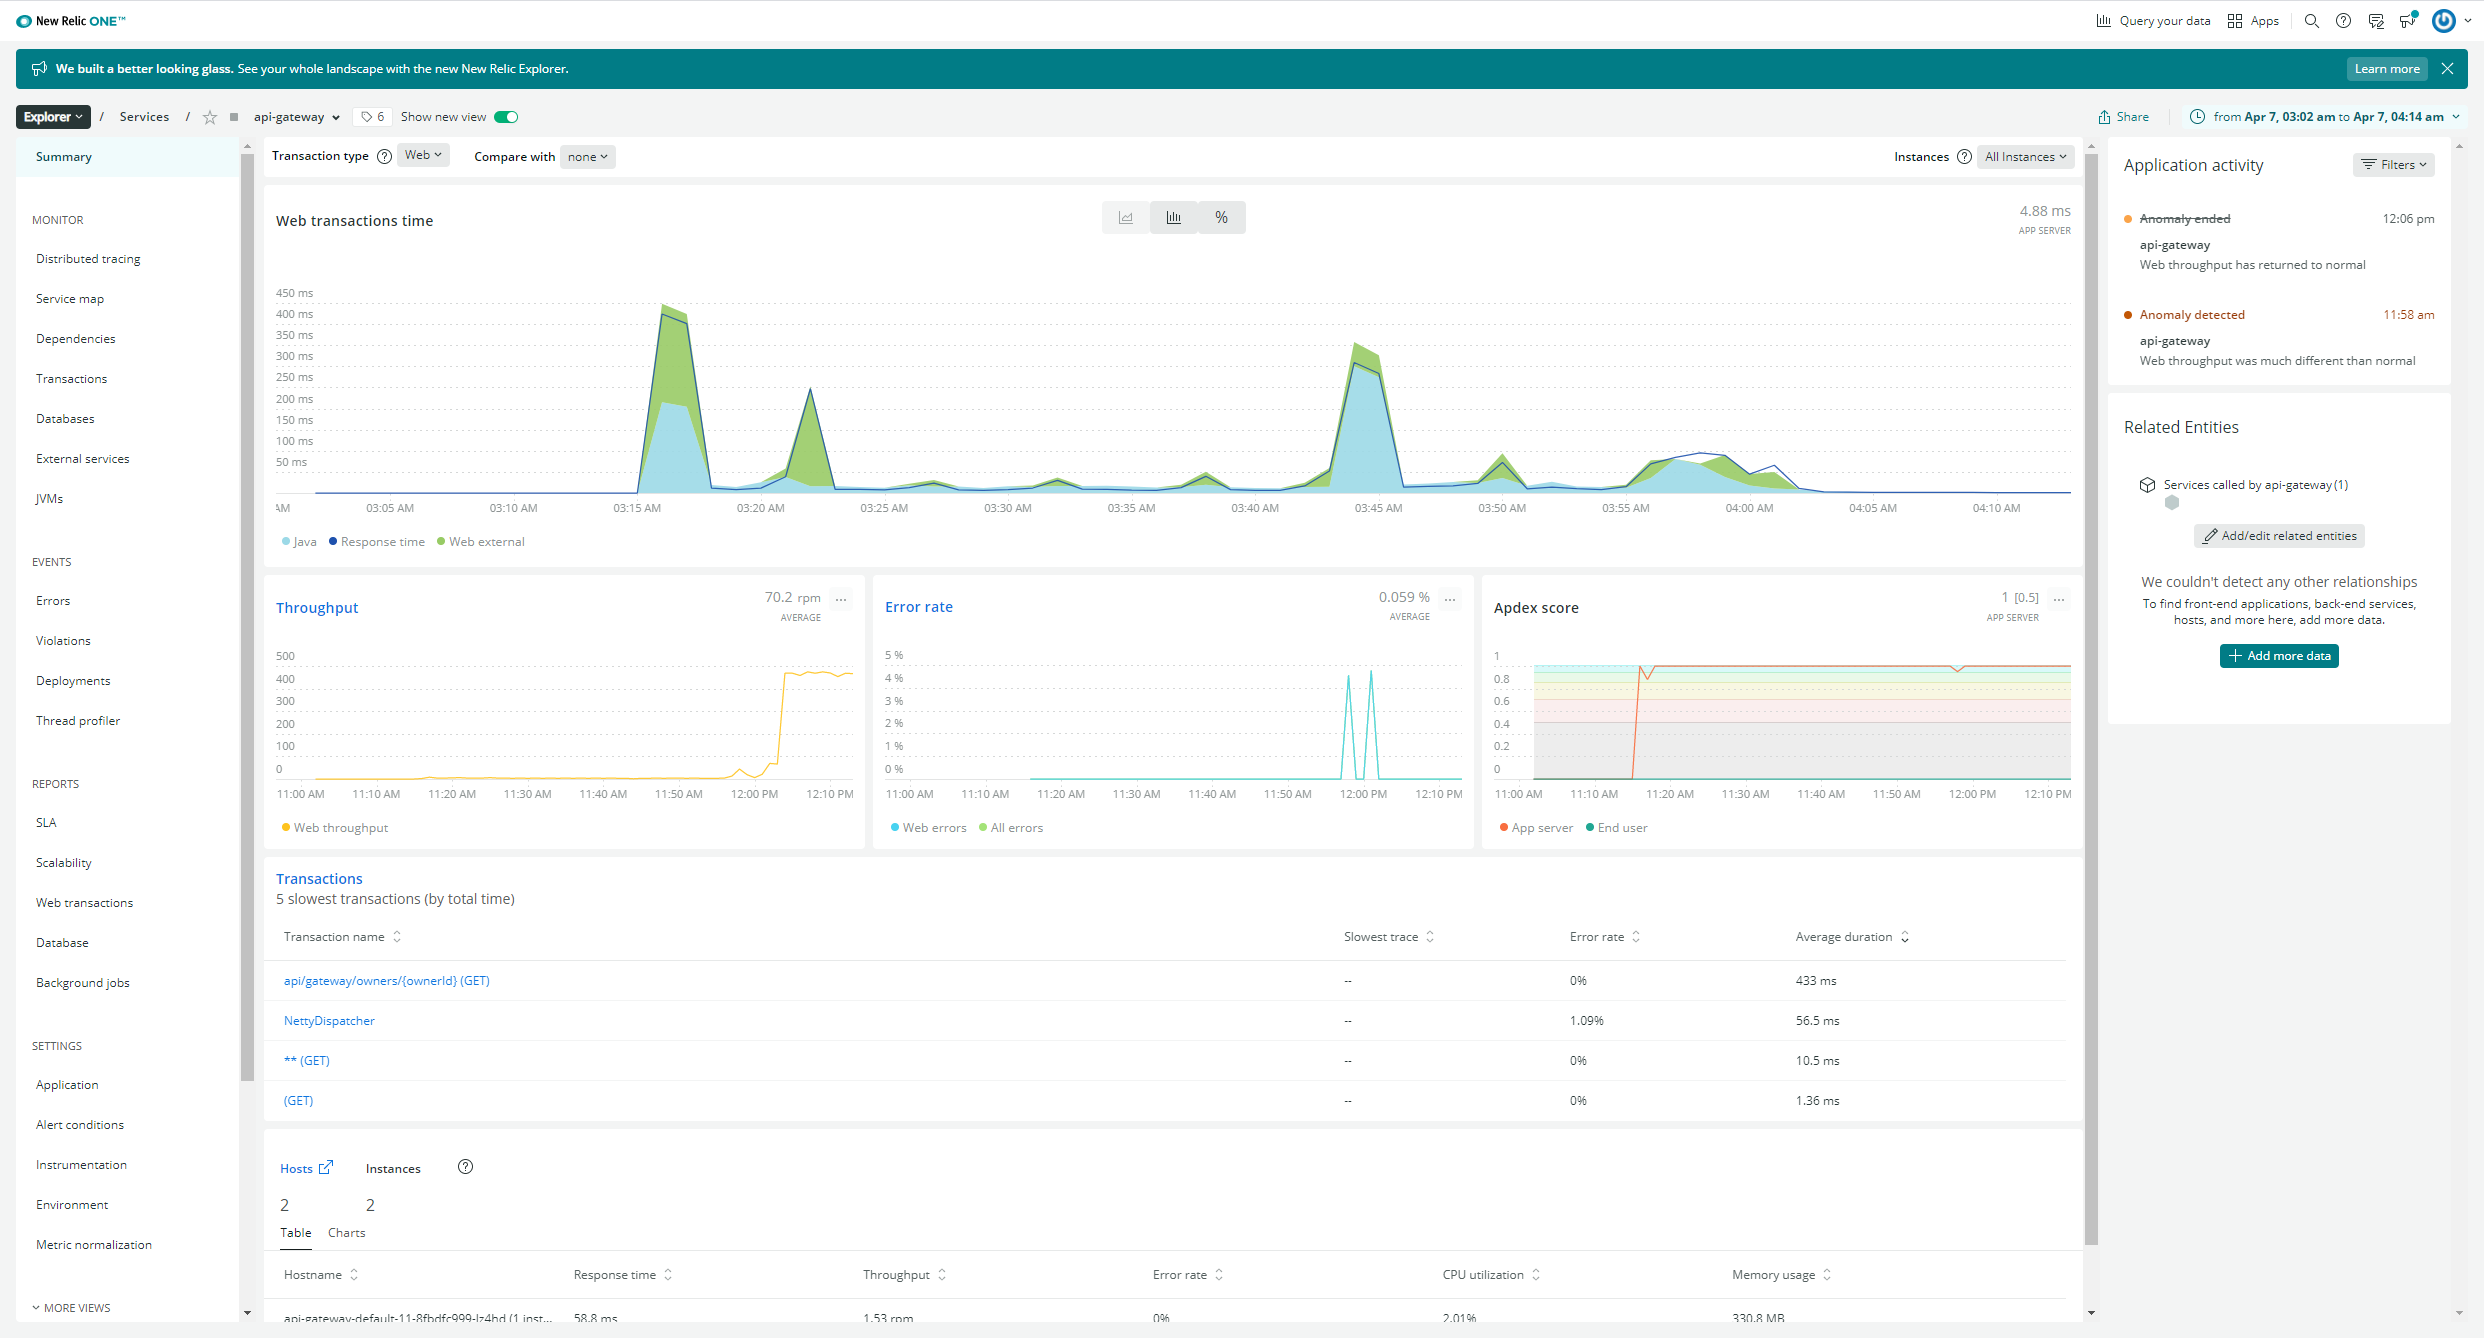 New Relic ONE™
Query your data
Apps
We built a better looking glass. See your whole landscape with the new New Relic Explorer.
Learn more
Explorer / Services / api-gateway 6 Show new view
Share
from Apr 7, 03:02 am to Apr 7, 04:14 am
Summary
MONITOR
Distributed tracing
Service map
Dependencies
Transactions
Databases
External services
JVMs
EVENTS
Errors
Violations
Deployments
Thread profiler
REPORTS
SLA
Scalability
Web transactions
Database
Background jobs
SETTINGS
Application
Alert conditions
Instrumentation
Environment
Metric normalization
MORE VIEWS
Transaction type ? Web Compare with none
Instances ? All Instances
Web transactions time
%
4.88 ms
APP SERVER
450 ms
400 ms
350 ms
300 ms
250 ms
200 ms
150 ms
100 ms
50 ms
AM 03:05 AM 03:10 AM 03:15 AM 03:20 AM 03:25 AM 03:30 AM 03:35 AM 03:40 AM 03:45 AM 03:50 AM 03:55 AM 04:00 AM 04:05 AM 04:10 AM
Java Response time Web external
Throughput
70.2 rpm ...
AVERAGE
500
400
300
200
100
0
11:00 AM 11:10 AM 11:20 AM 11:30 AM 11:40 AM 11:50 AM 12:00 PM 12:10 PM
Web throughput
Error rate
0.059 % ...
AVERAGE
5 %
4 %
3 %
2 %
1 %
0 %
11:00 AM 11:10 AM 11:20 AM 11:30 AM 11:40 AM 11:50 AM 12:00 PM 12:10 PM
Web errors All errors
Apdex score
1 [0.5] ...
APP SERVER
1
0.8
0.6
0.4
0.2
0
11:00 AM 11:10 AM 11:20 AM 11:30 AM 11:40 AM 11:50 AM 12:00 PM 12:10 PM
App server End user
Transactions
5 slowest transactions (by total time)
Transaction name Slowest trace Error rate Average duration
api/gateway/owners/{ownerId} (GET) -- 0% 433 ms
NettyDispatcher -- 1.09% 56.5 ms
** (GET) -- 0% 10.5 ms
(GET) -- 0% 1.36 ms
Hosts Instances ?
2 2
Table Charts
Hostname Response time Throughput Error rate CPU utilization Memory usage
api-gateway-default-11-8fbdfc999-lz4hd (1 inst... 58.8 ms 1.53 rpm 0% 2.01% 330.8 MB
Application activity
Filters
Anomaly ended 12:06 pm
api-gateway
Web throughput has returned to normal
Anomaly detected 11:58 am
api-gateway
Web throughput was much different than normal
Related Entities
Services called by api-gateway (1)
Add/edit related entities
We couldn't detect any other relationships
To find front-end applications, back-end services,
hosts, and more here, add more data.
Add more data